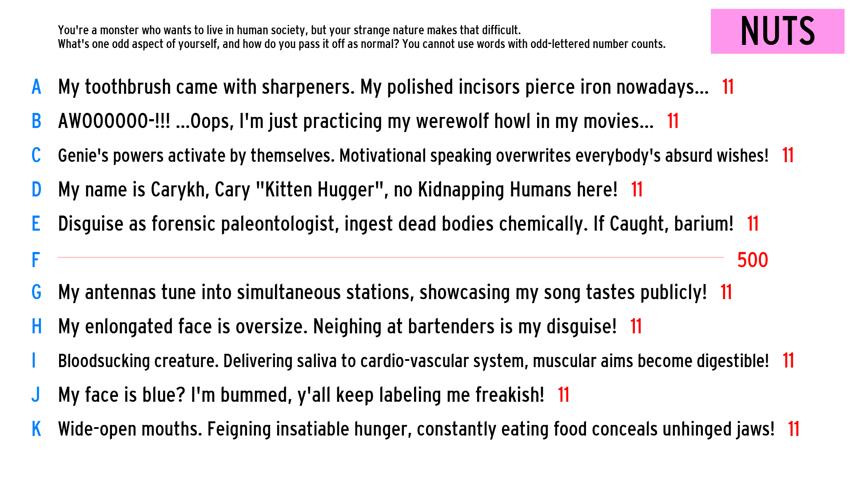 You're a monster who wants to live in human society, but your strange nature makes that difficult.
What's one odd aspect of yourself, and how do you pass it off as normal? You cannot use words with odd-lettered number counts.
NUTS
A My toothbrush came with sharpeners. My polished incisors pierce iron nowadays... 11
B AWOOOOOO-!!! ...Oops, I'm just practicing my werewolf howl in my movies... 11
C Genie's powers activate by themselves. Motivational speaking overwrites everybody's absurd wishes! 11
D My name is Carykh, Cary "Kitten Hugger", no Kidnapping Humans here! 11
E Disguise as forensic paleontologist, ingest dead bodies chemically. If Caught, barium! 11
F 500
G My antennas tune into simultaneous stations, showcasing my song tastes publicly! 11
H My enlongated face is oversize. Neighing at bartenders is my disguise! 11
I Bloodsucking creature. Delivering saliva to cardio-vascular system, muscular aims become digestible! 11
J My face is blue? I'm bummed, y'all keep labeling me freakish! 11
K Wide-open mouths. Feigning insatiable hunger, constantly eating food conceals unhinged jaws! 11